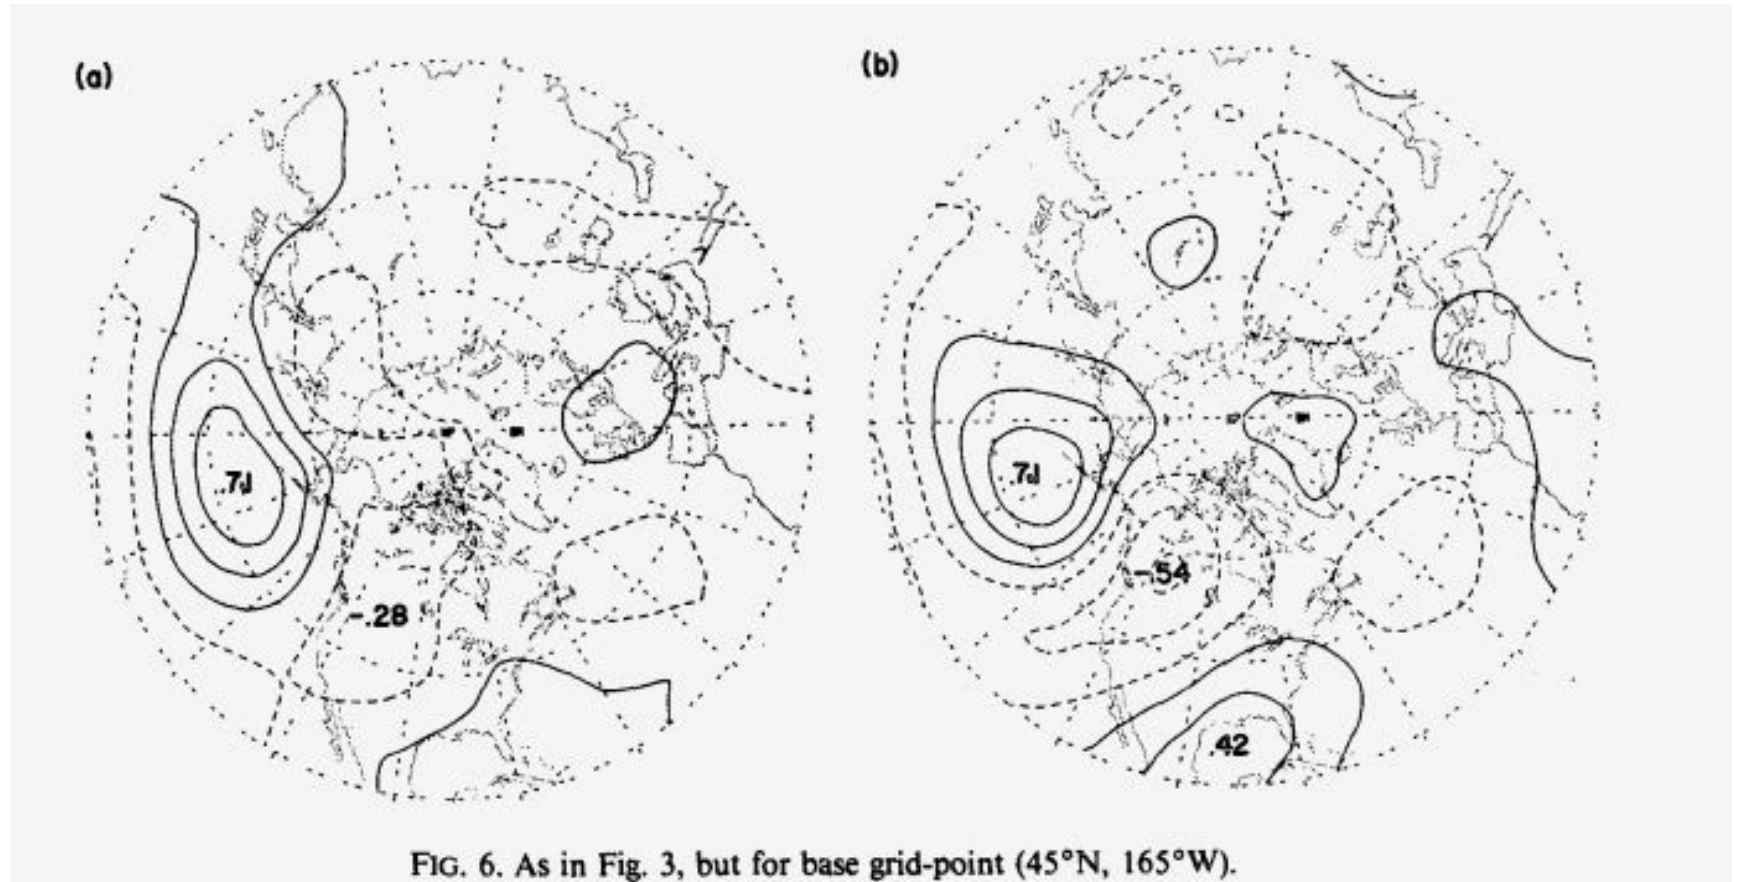 (a) (b)
.71 .71
-.54
-.28
.42
FIG. 6. As in Fig. 3, but for base grid-point (45°N, 165°W).